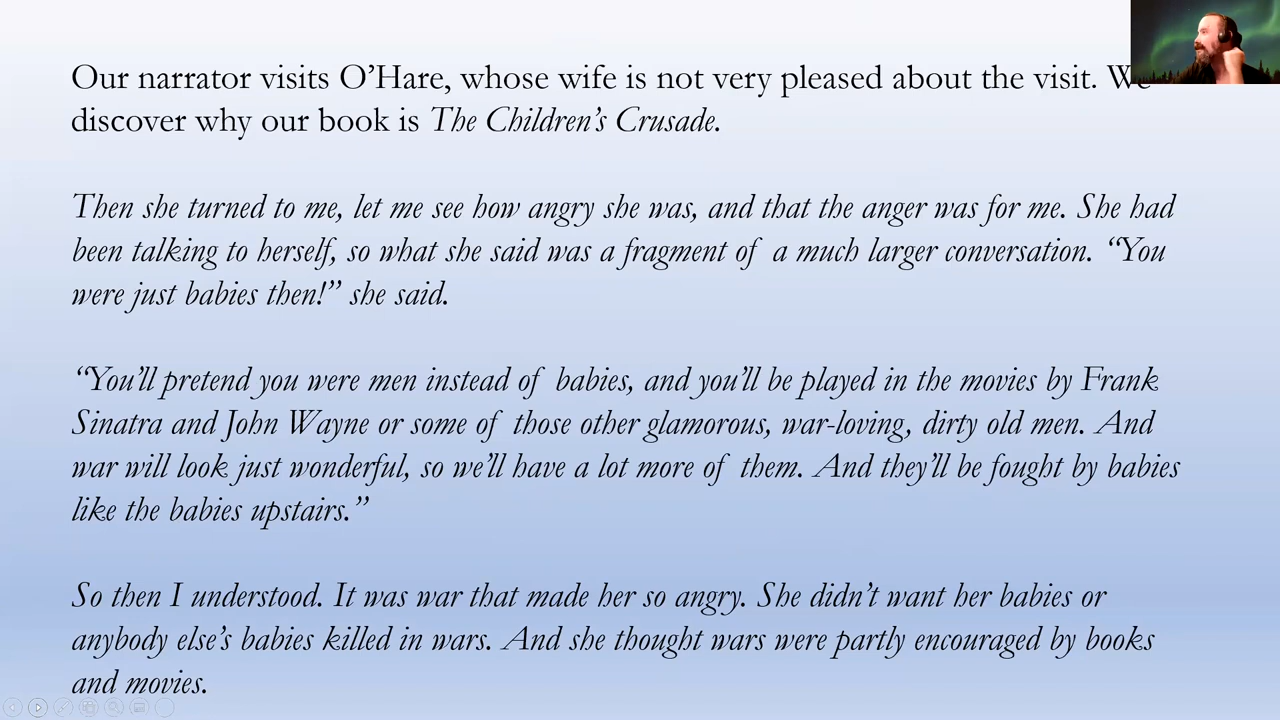 Our narrator visits O’Hare, whose wife is not very pleased about the visit. We
discover why our book is The Children’s Crusade.
Then she turned to me, let me see how angry she was, and that the anger was for me. She had
been talking to herself, so what she said was a fragment of a much larger conversation. “You
were just babies then!” she said.
“You’ll pretend you were men instead of babies, and you’ll be played in the movies by Frank
Sinatra and John Wayne or some of those other glamorous, war-loving, dirty old men. And
war will look just wonderful, so we’ll have a lot more of them. And they’ll be fought by babies
like the babies upstairs.”
So then I understood. It was war that made her so angry. She didn’t want her babies or
anybody else’s babies killed in wars. And she thought wars were partly encouraged by books
and movies.